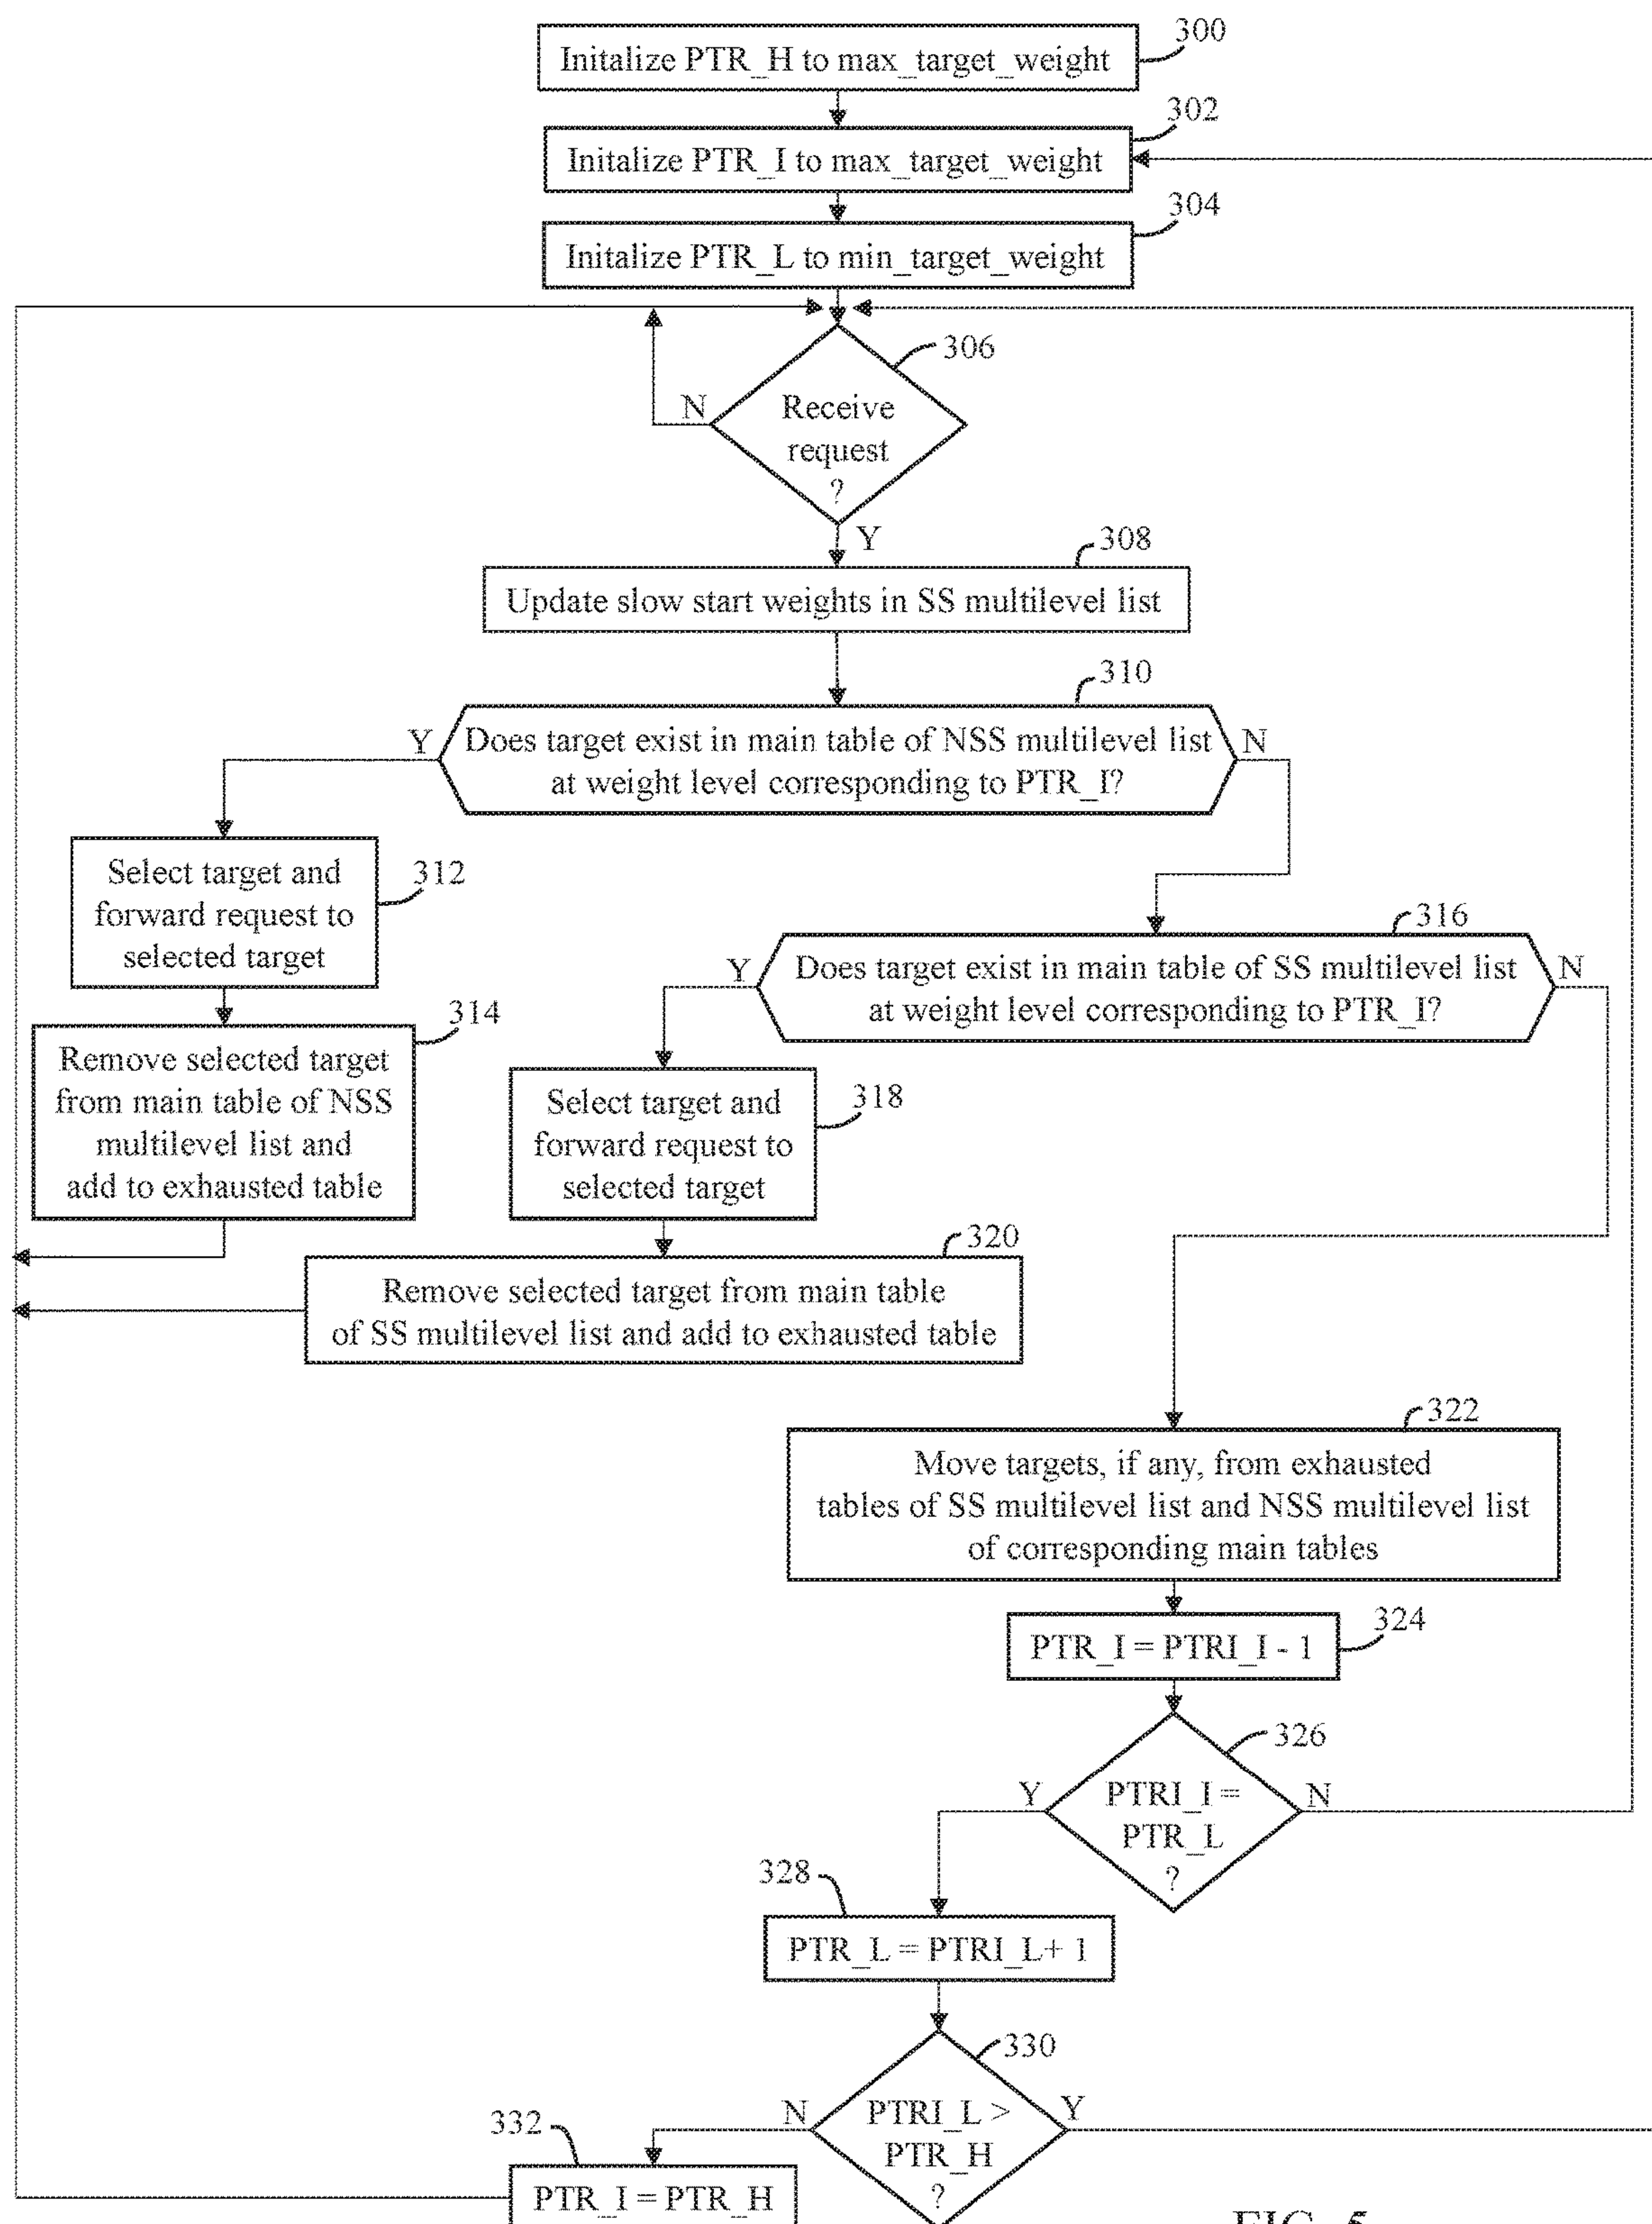 300
Initalize PTR_H to max_target_weight
302
Initalize PTR_I to max_target_weight
304
Initalize PTR_L to min_target_weight
306
N
Receive
request
?
Y
308
Update slow start weights in SS multilevel list
310
Y
Does target exist in main table of NSS multilevel list
at weight level corresponding to PTR_I?
N
Select target and
forward request to
selected target
312
316
Y
Does target exist in main table of SS multilevel list
at weight level corresponding to PTR_I?
N
314
Remove selected target
from main table of NSS
multilevel list and
add to exhausted table
Select target and
forward request to
selected target
318
320
Remove selected target from main table
of SS multilevel list and add to exhausted table
322
Move targets, if any, from exhausted
tables of SS multilevel list and NSS multilevel list
of corresponding main tables
324
PTR_I = PTRI_I - 1
326
Y
PTRI_I =
PTR_L
?
N
328
PTR_L = PTRI_L+ 1
330
N
PTRI_L >
PTR_H
?
Y
332
PTR_I = PTR_H
FIG. 5